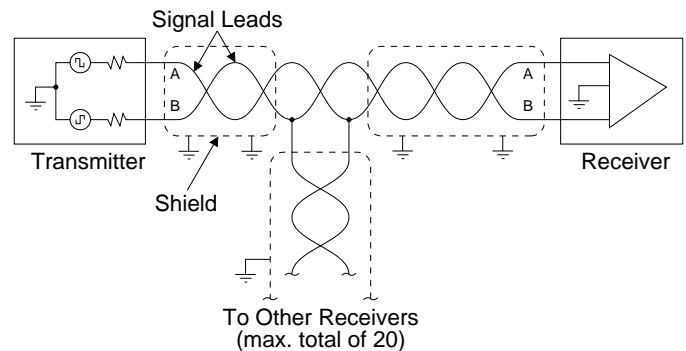 Signal Leads
A
B
A
B
Transmitter
Receiver
Shield
To Other Receivers
(max. total of 20)